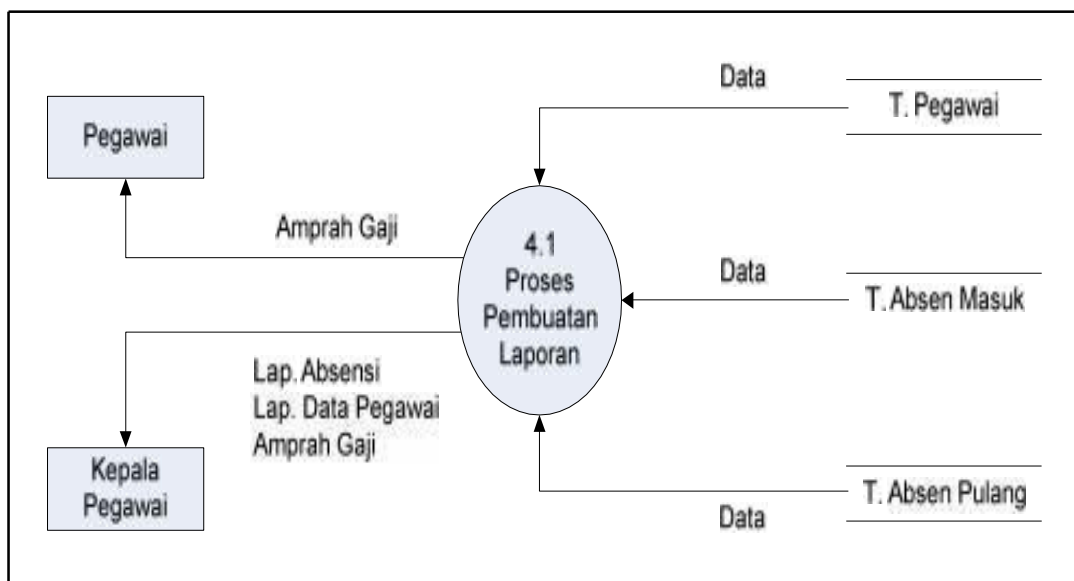 Data
T. Pegawai
Pegawai
Amprah Gaji
4.1
Proses
Pembuatan
Laporan
Data
T. Absen Masuk
Lap. Absensi
Lap. Data Pegawai
Amprah Gaji
Kepala
Pegawai
T. Absen Pulang
Data